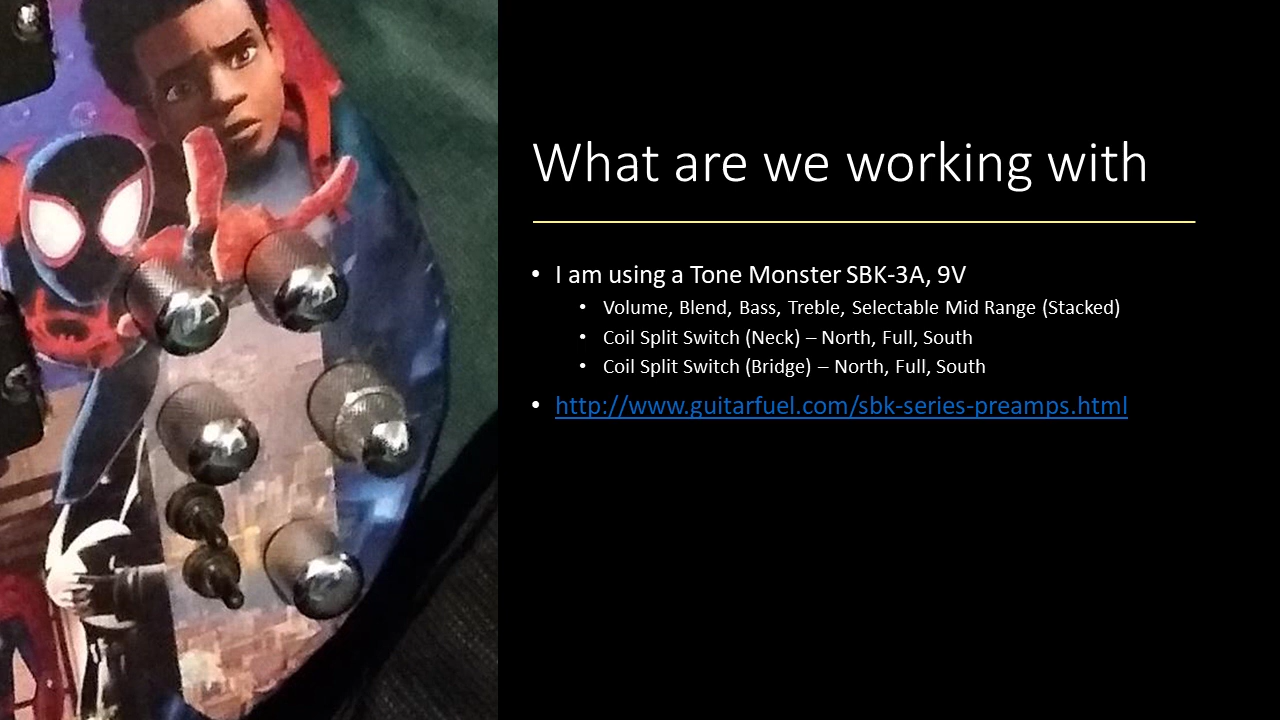 What are we working with
• I am using a Tone Monster SBK-3A, 9V
• Volume, Blend, Bass, Treble, Selectable Mid Range (Stacked)
• Coil Split Switch (Neck) – North, Full, South
• Coil Split Switch (Bridge) – North, Full, South
• http://www.guitarfuel.com/sbk-series-preamps.html